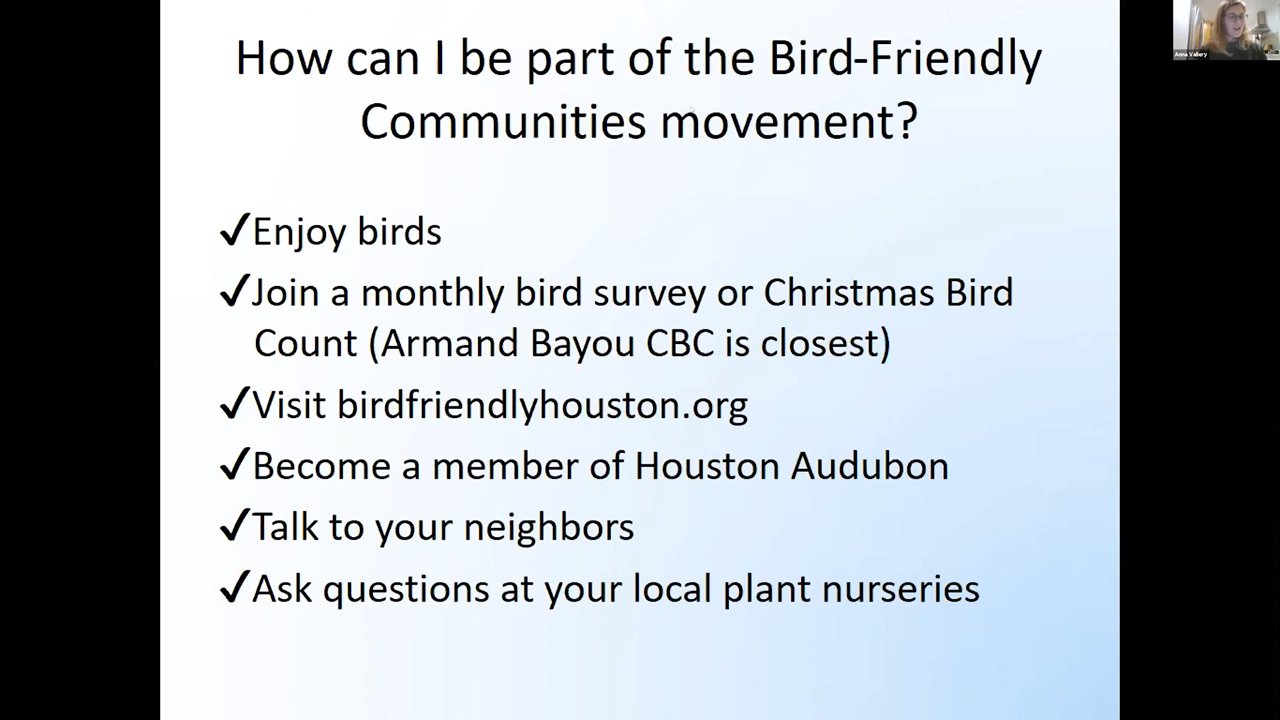 How can I be part of the Bird-Friendly
Communities movement?
✓Enjoy birds
✓Join a monthly bird survey or Christmas Bird
Count (Armand Bayou CBC is closest)
✓Visit birdfriendlyhouston.org
✓Become a member of Houston Audubon
✓Talk to your neighbors
✓Ask questions at your local plant nurseries
Anna Vallery